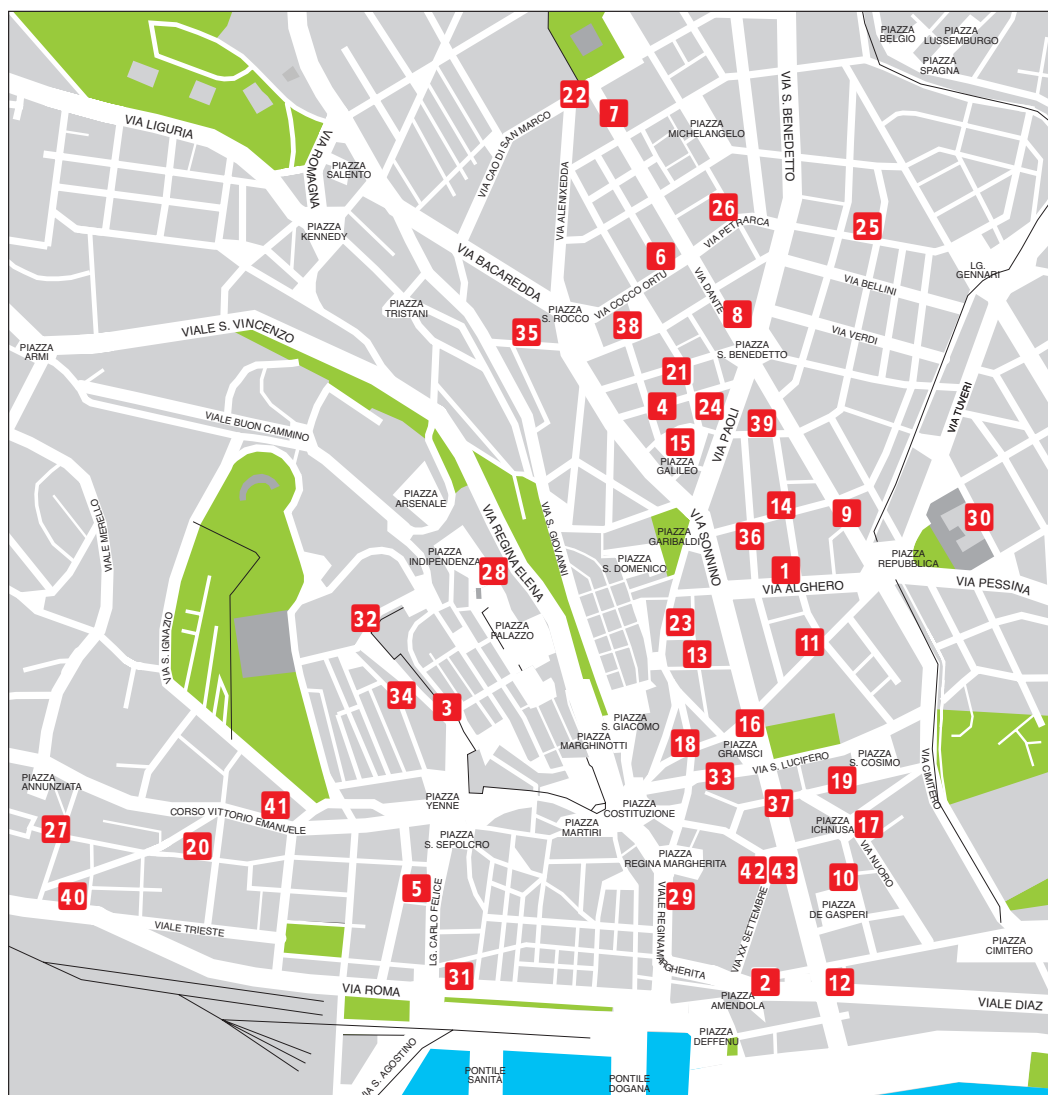 PIAZZA
BELGIO
PIAZZA
LUSSEMBURGO
PIAZZA
SPAGNA
VIA LIGURIA
VIA ROMAGNA
PIAZZA
SALENTO
PIAZZA
KENNEDY
22
7
VIA CAO DI SAN MARCO
VIA ALENIXEDDA
PIAZZA
MICHELANGELO
VIA S. BENEDETTO
26
VIA PETRARCA
25
6
VIA BACAREDDA
VIA COCCO ORTU
VIA DANTE
LG.
GENNARI
VIA BELLINI
VIA VERDI
PIAZZA
TRISTANI
PIAZZA
S. ROCCO
35
38
8
PIAZZA
S. BENEDETTO
VIALE S. VINCENZO
PIAZZA
ARMI
21
4
24
39
15
VIA PAOLI
PIAZZA
GALILEO
VIA TUVERI
VIALE BUON CAMMINO
VIALE MERELLO
PIAZZA
ARSENALE
VIA REGINA ELENA
VIA S. GIOVANNI
14
9
30
36
PIAZZA
GARIBALDI
VIA SONNINO
PIAZZA
S. DOMENICO
PIAZZA
INDIPENDENZA
28
1
VIA ALGHERO
PIAZZA
REPUBBLICA
VIA PESSINA
32
PIAZZA
PALAZZO
23
13
11
VIA S. IGNAZIO
34
3
PIAZZA
S. GIACOMO
PIAZZA
MARGHINOTTI
18
16
PIAZZA
GRAMSCI
33
VIA S. LUCIFERO
PIAZZA
S. COSIMO
19
VIA CIMITERO
PIAZZA
ANNUNZIATA
27
41
CORSO VITTORIO EMANUELE
20
PIAZZA
YENNE
PIAZZA
S. SEPOLCRO
PIAZZA
MARTIRI
PIAZZA
COSTITUZIONE
37
PIAZZA
ICHNUSA
17
VIA NUORO
PIAZZA
REGINA MARGHERITA
42
43
10
PIAZZA
DE GASPERI
40
5
LG. CARLO FELICE
29
VIALE REGINA MARGHERITA
VIA XX SETTEMBRE
VIALE TRIESTE
PIAZZA
CIMITERO
VIA ROMA
31
2
12
PIAZZA
AMENDOLA
VIALE DIAZ
PIAZZA
DEFFENU
VIA S. AGOSTINO
PONTILE
SANITÀ
PONTILE
DOGANA